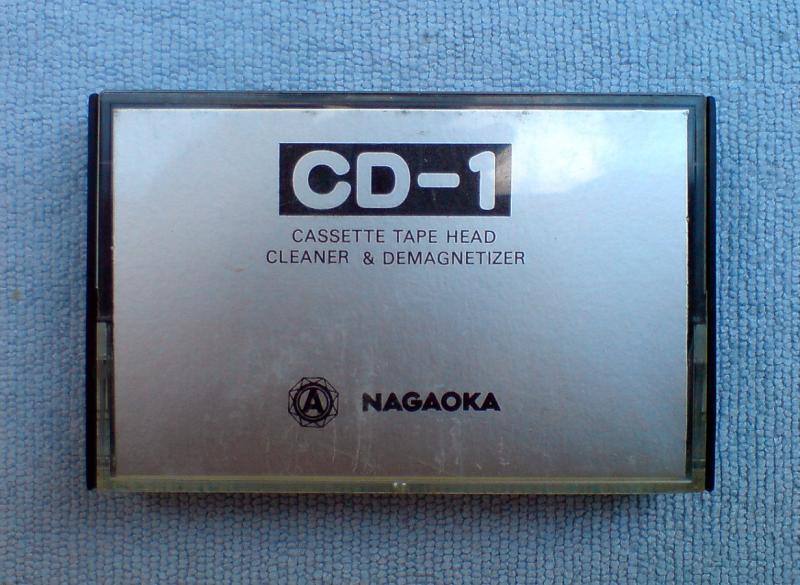 CD-1
CASSETTE TAPE HEAD
CLEANER & DEMAGNETIZER
A NAGAOKA